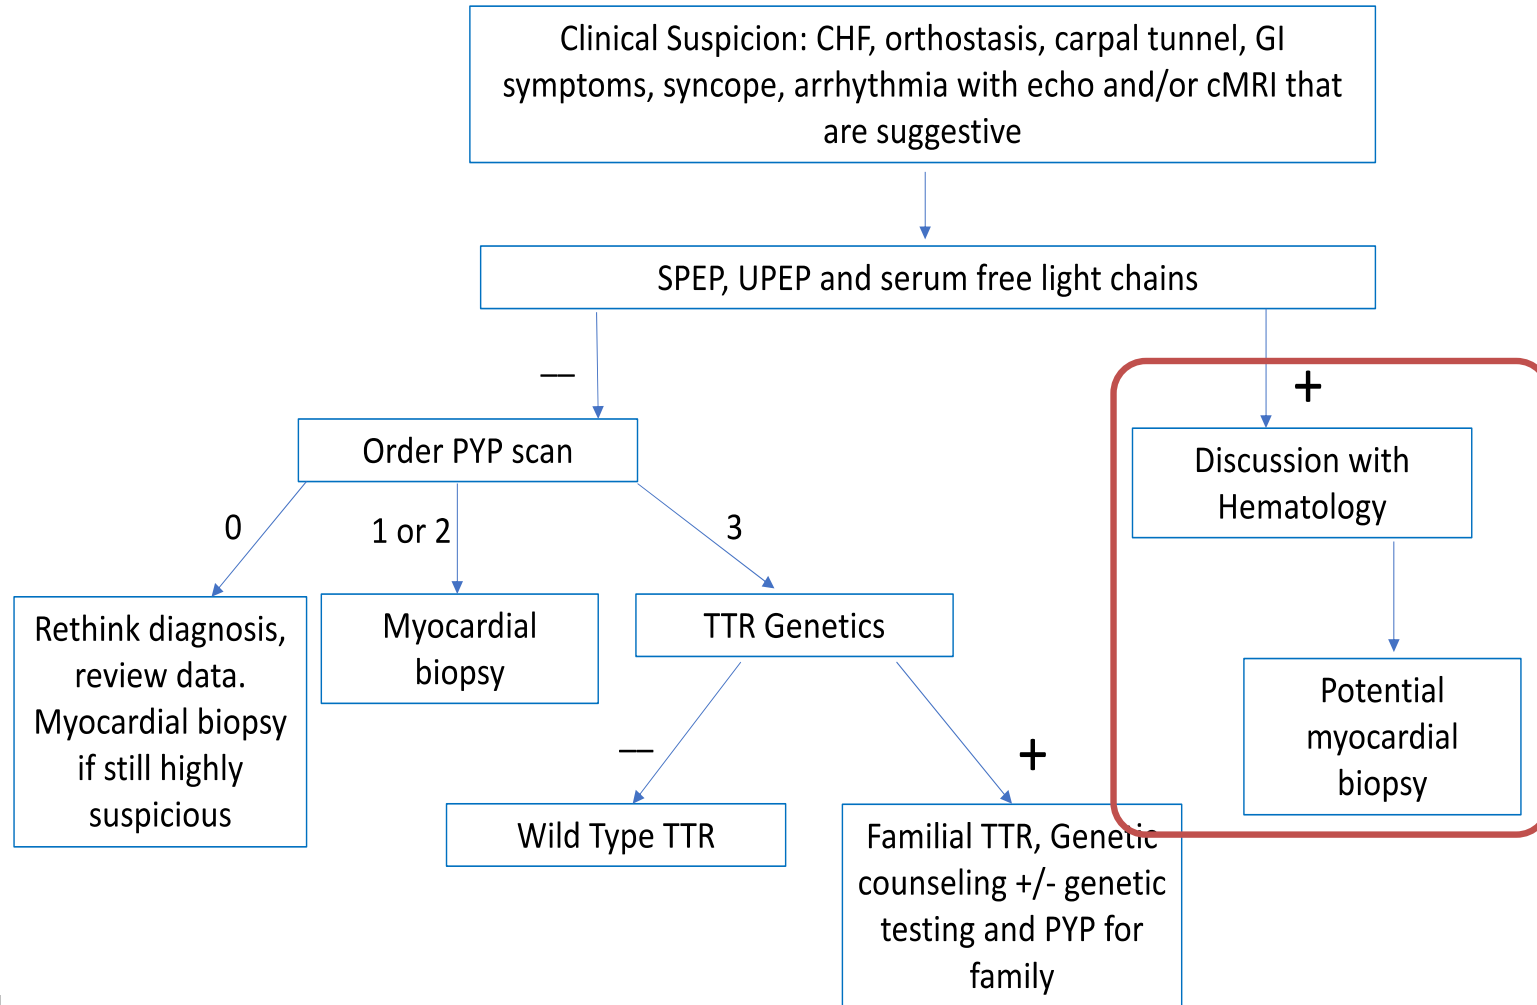 Clinical Suspicion: CHF, orthostasis, carpal tunnel, GI
symptoms, syncope, arrhythmia with echo and/or cMRI that
are suggestive
SPEP, UPEP and serum free light chains
—
+
Order PYP scan
Discussion with
Hematology
0
1 or 2
3
Rethink diagnosis,
review data.
Myocardial biopsy
if still highly
suspicious
Myocardial
biopsy
TTR Genetics
Potential
myocardial
biopsy
—
+
Wild Type TTR
Familial TTR, Genetic
counseling +/- genetic
testing and PYP for
family